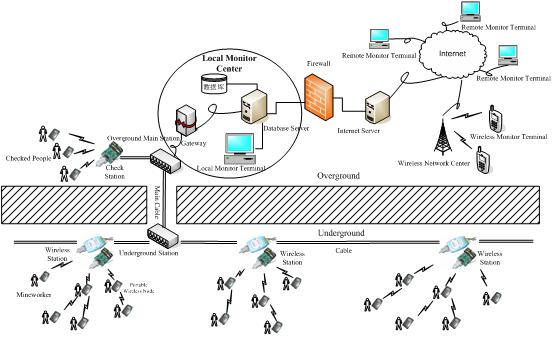 Remote Monitor Terminal
Remote Monitor Terminal
Internet
Remote Monitor Terminal
Firewall
Local Monitor
Center
数据库
Database Server
Internet Server
Gateway
Local Monitor Terminal
Wireless Monitor Terminal
Wireless Network Center
Overground Main Station
Checked People
Check
Station
Overground
Main Cable
Underground
Cable
Wireless
Station
Underground Station
Wireless
Station
Wireless
Station
Mineworker
Portable
Wireless Node